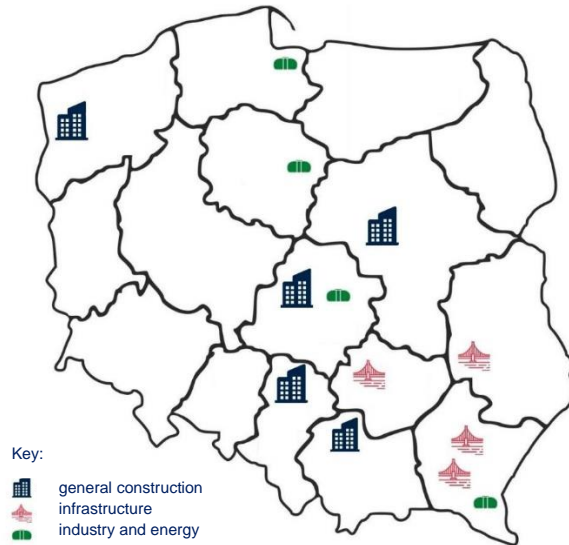 Key:
general construction
infrastructure
industry and energy